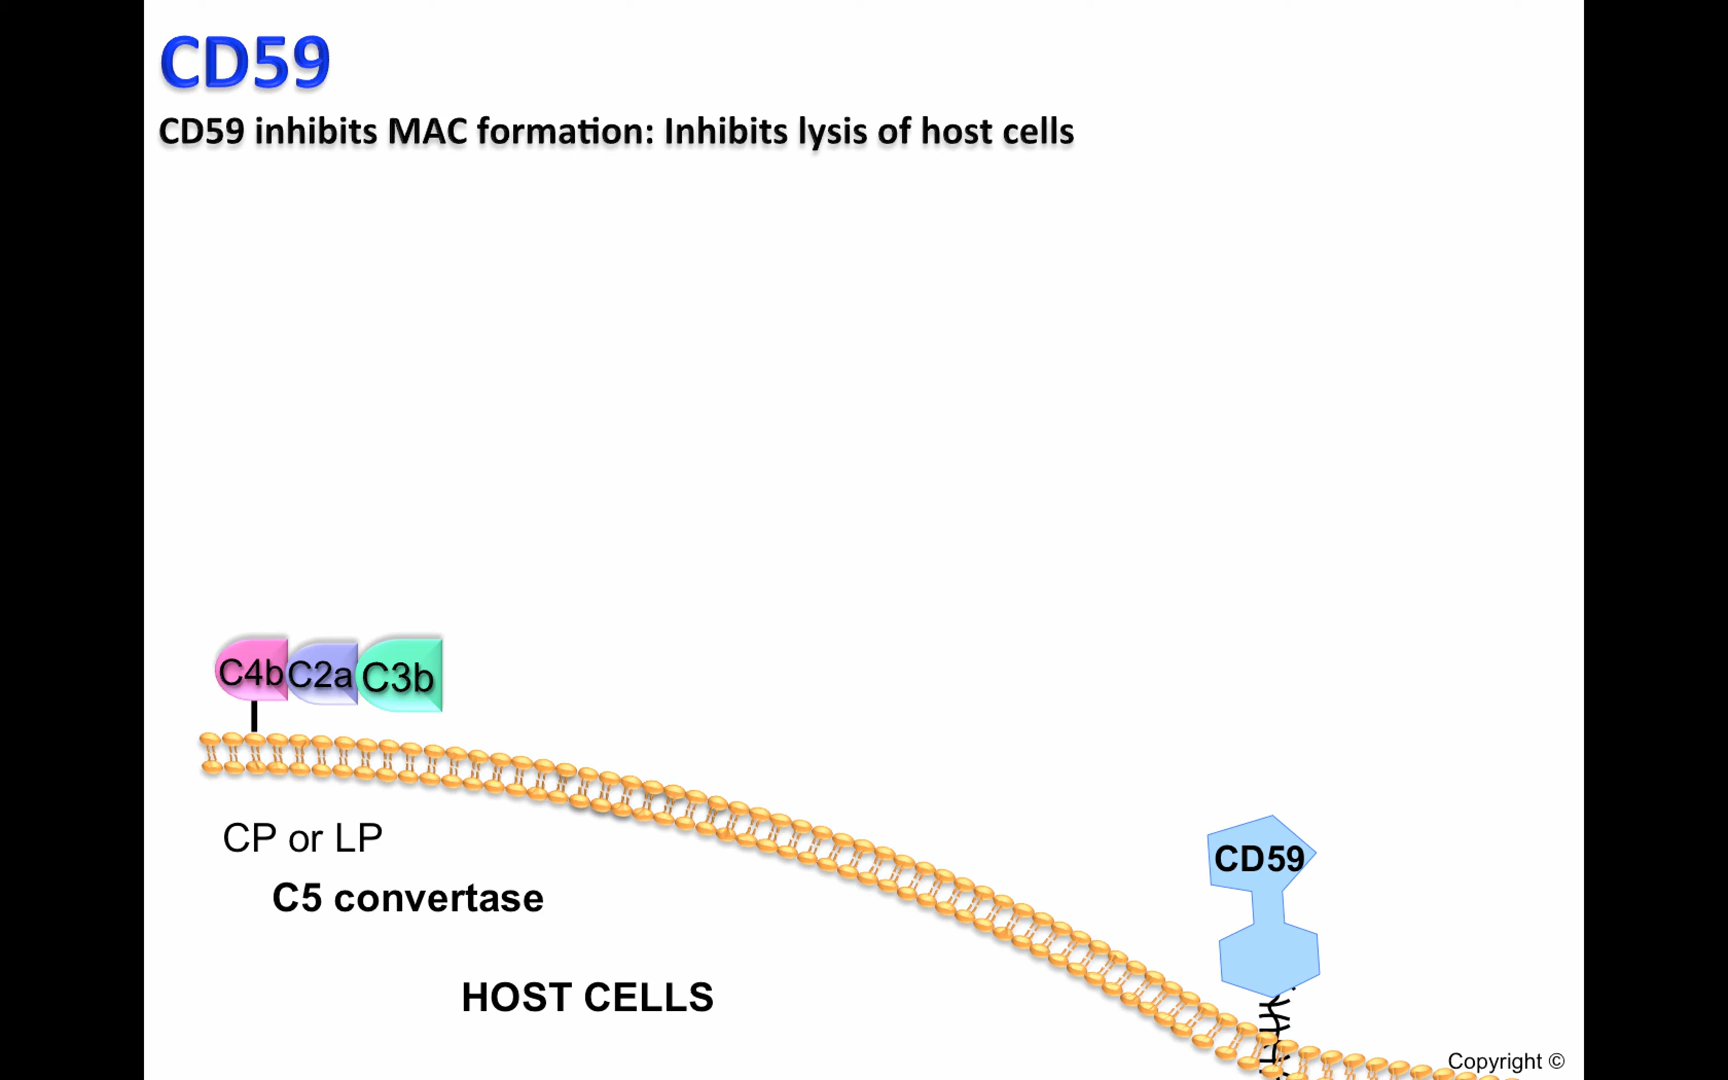 CD59
CD59 inhibits MAC formation: Inhibits lysis of host cells
C4b C2a C3b
CP or LP
CD59
C5 convertase
HOST CELLS
Copyright ©